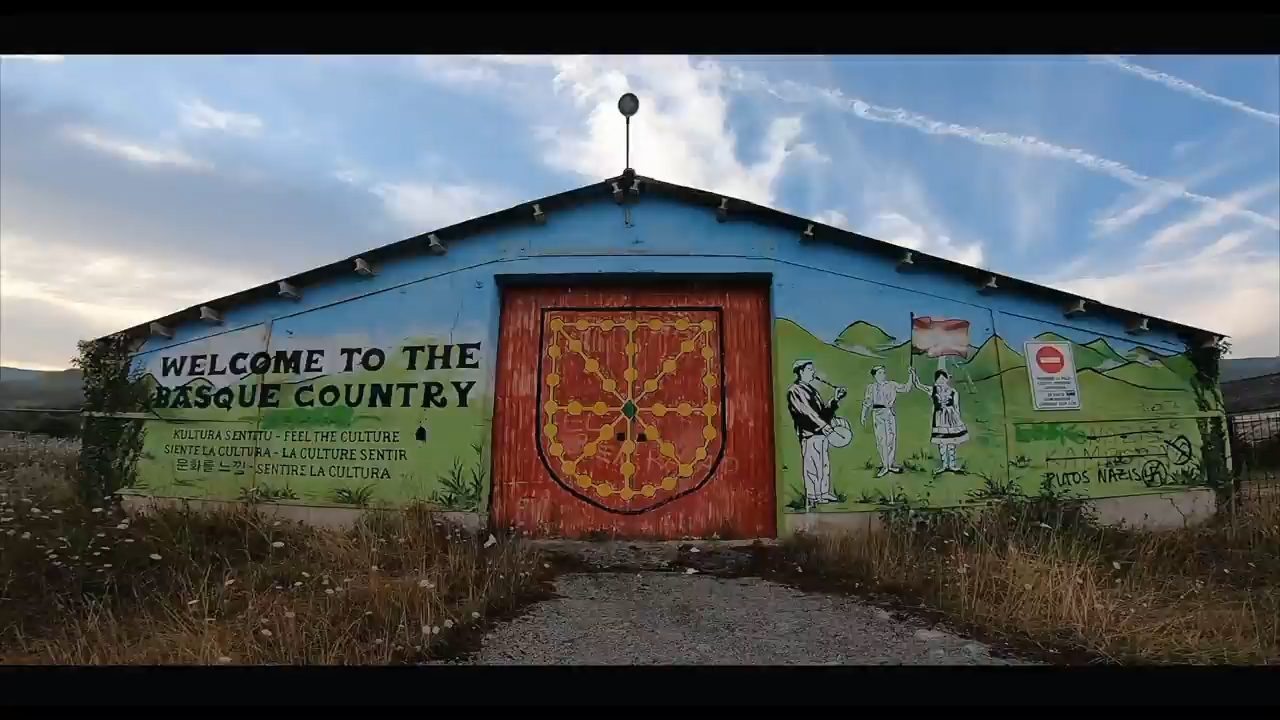 WELCOME TO THE
BASQUE COUNTRY
KULTURA SENTITU - FEEL THE CULTURE
SIENTE LA CULTURA - LA CULTURE SENTIR
문화를 느낌 - SENTIRE LA CULTURA
PUTOS NAZIS